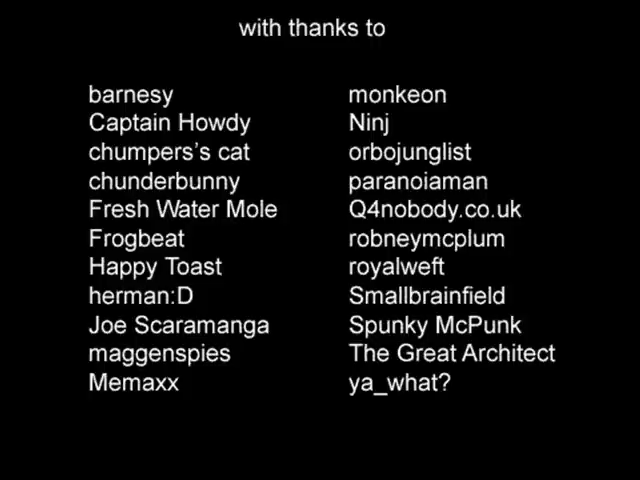 with thanks to
barnesy
Captain Howdy
chumpers's cat
chunderbunny
Fresh Water Mole
Frogbeat
Happy Toast
herman:D
Joe Scaramanga
maggenspies
Memaxx
monkeon
Ninj
orbojunglist
paranoiaman
Q4nobody.co.uk
robneymcplum
royalweft
Smallbrainfield
Spunky McPunk
The Great Architect
ya_what?